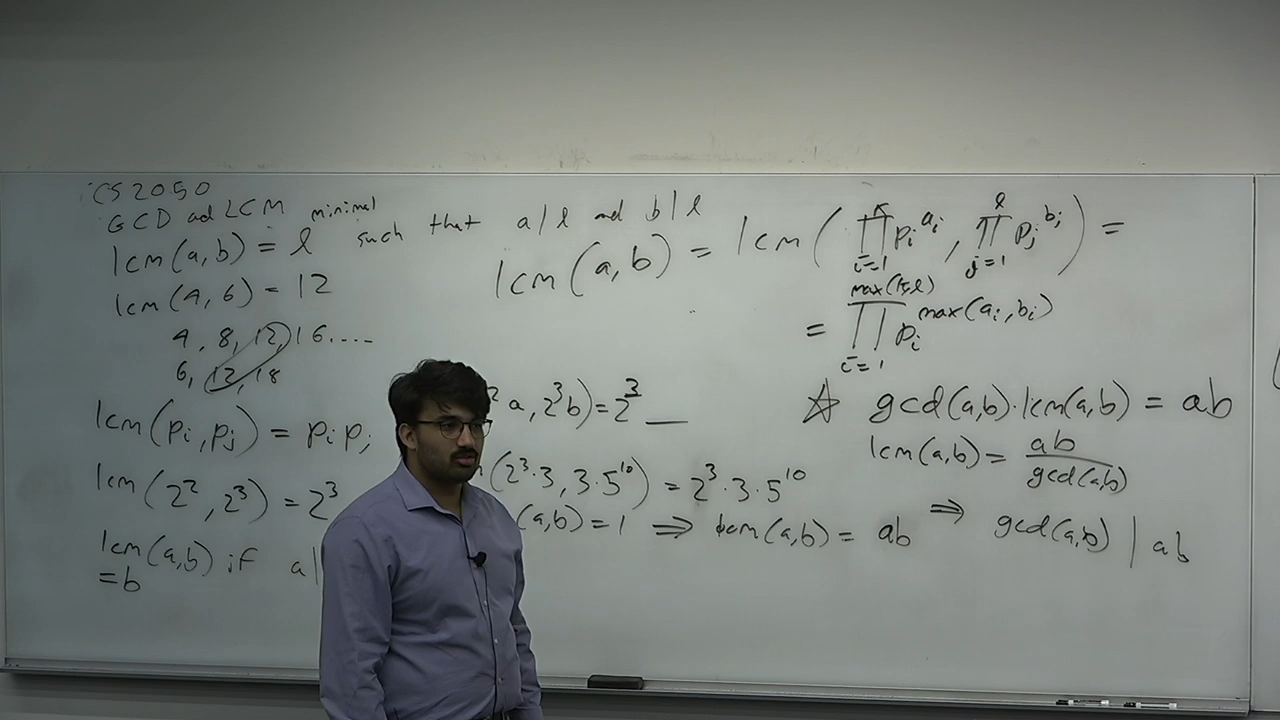 CS2050
GCD ad LCM
lcm(a,b) = ℓ minimal such that a|ℓ and b|ℓ
lcm(4,6) = 12
4, 8, 12, 16....
6, 12, 18
lcm(pᵢ,pⱼ) = pᵢpⱼ
lcm(2²,2³) = 2³
lcm(a,b) if a|
=b
lcm(a,b) = lcm(∏_{i=1}^{k} pᵢ^{aᵢ}, ∏_{j=1}^{ℓ} pⱼ^{bⱼ}) =
= ∏_{i=1}^{max(k,ℓ)} pᵢ^{max(aᵢ,bᵢ)}
² a, 2³b) = 2³ __
(2³·3, 3·5¹⁰) = 2³·3·5¹⁰
(a,b) = 1 ⇒ lcm(a,b) = ab
☆ gcd(a,b)·lcm(a,b) = ab
lcm(a,b) = ab / gcd(a,b)
⇒ gcd(a,b) | ab